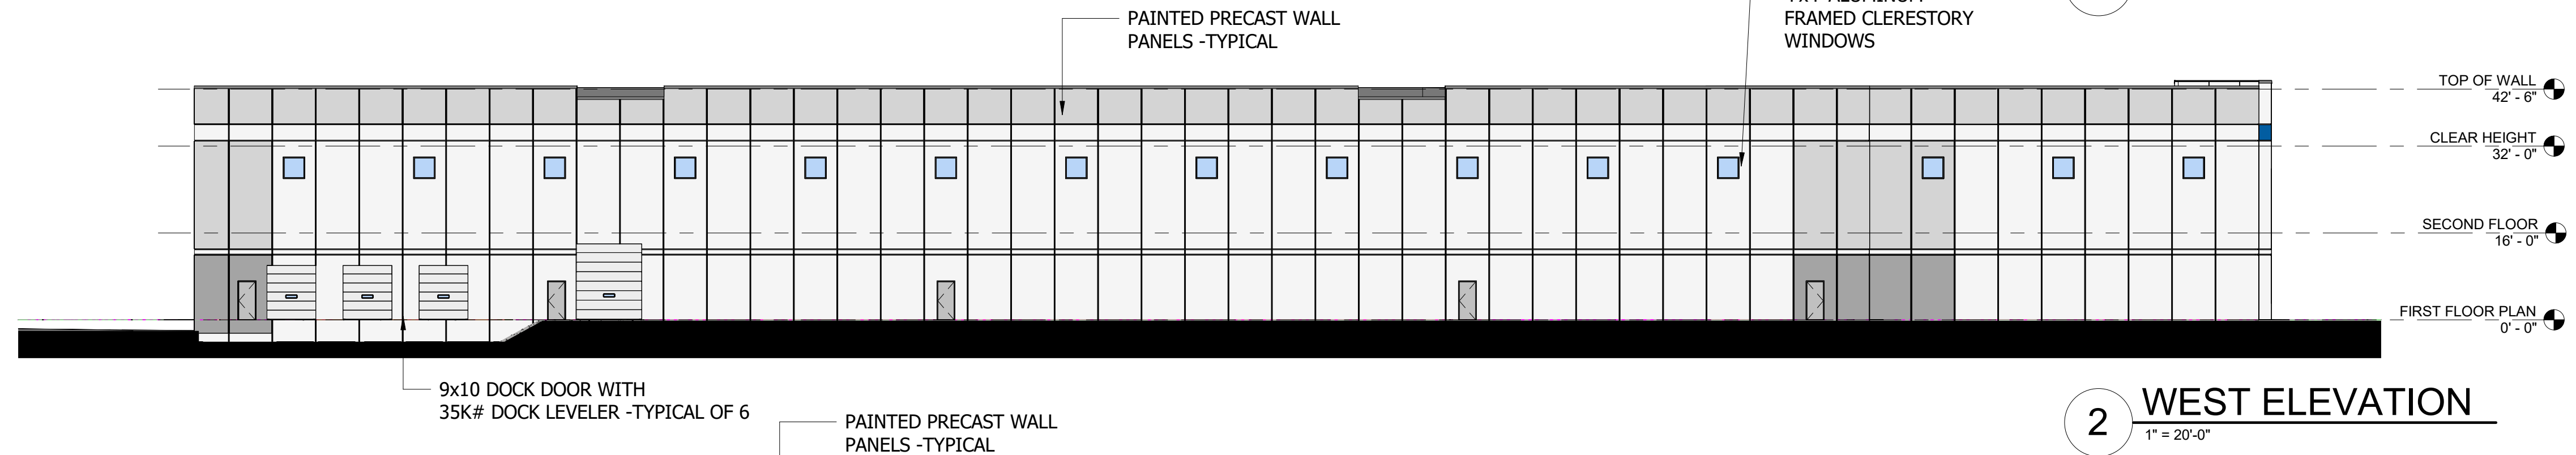 PAINTED PRECAST WALL
PANELS -TYPICAL
FRAMED CLERESTORY
WINDOWS
TOP OF WALL
42' - 6"
CLEAR HEIGHT
32' - 0"
SECOND FLOOR
16' - 0"
FIRST FLOOR PLAN
0' - 0"
9x10 DOCK DOOR WITH
35K# DOCK LEVELER -TYPICAL OF 6
PAINTED PRECAST WALL
PANELS -TYPICAL
2
WEST ELEVATION
1" = 20'-0"